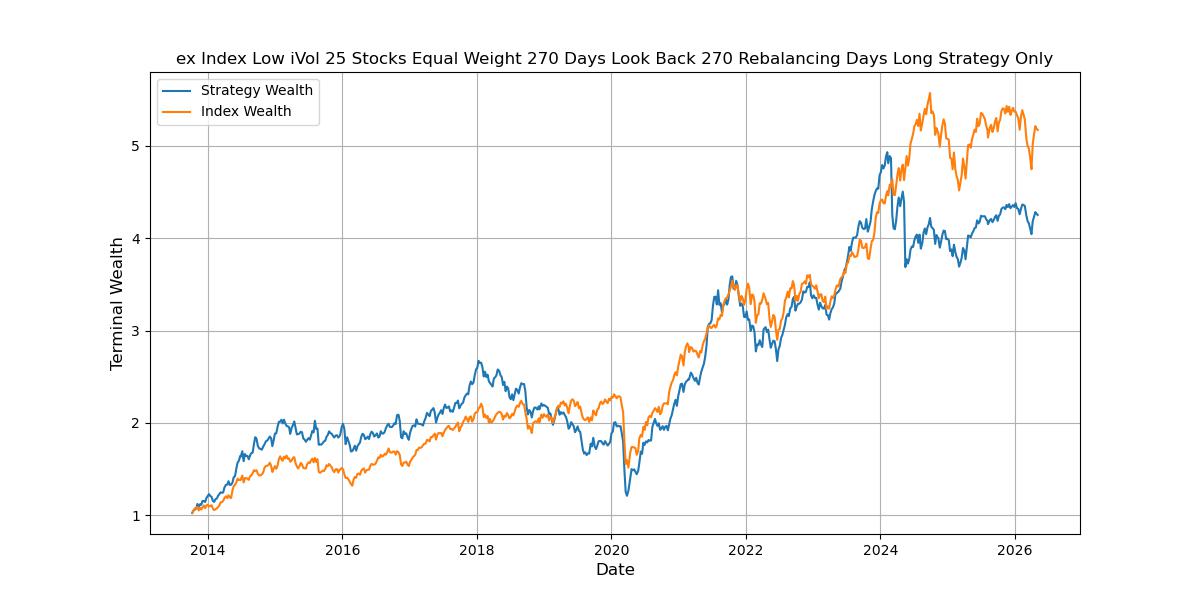 ex Index Low iVol 25 Stocks Equal Weight 270 Days Look Back 270 Rebalancing Days Long Strategy Only
Strategy Wealth
Index Wealth
Terminal Wealth
5
4
3
2
1
2014 2016 2018 2020 2022 2024 2026
Date